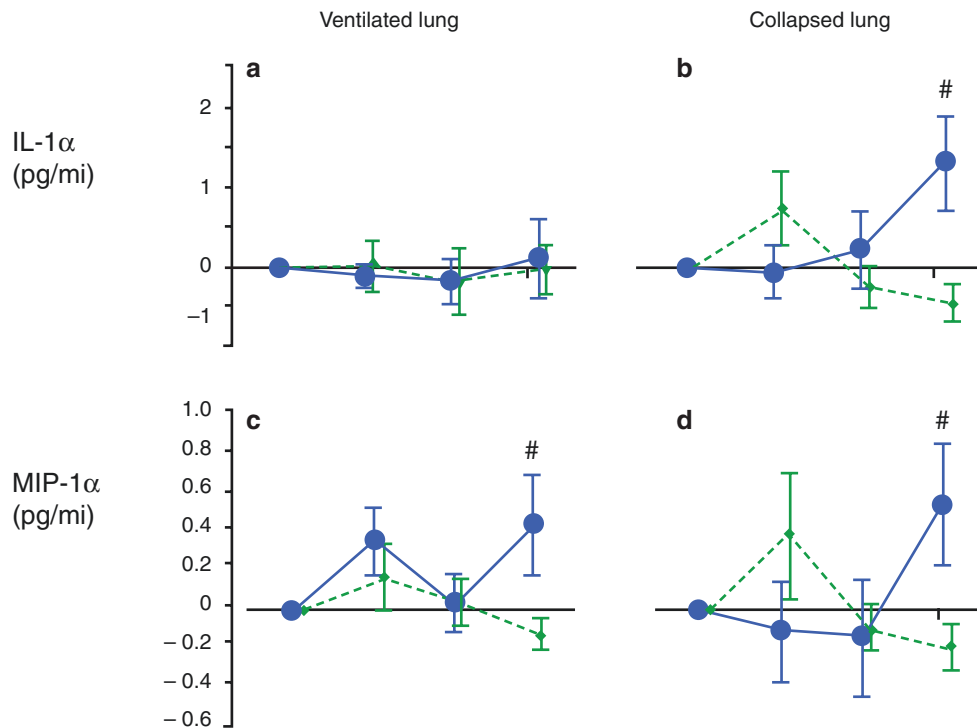 Ventilated lung
Collapsed lung
a
b
#
2
1
0
–1
IL-1α
(pg/mi)
c
d
#
#
1.0
0.8
0.6
0.4
0.2
0
–0.2
–0.4
–0.6
MIP-1α
(pg/mi)